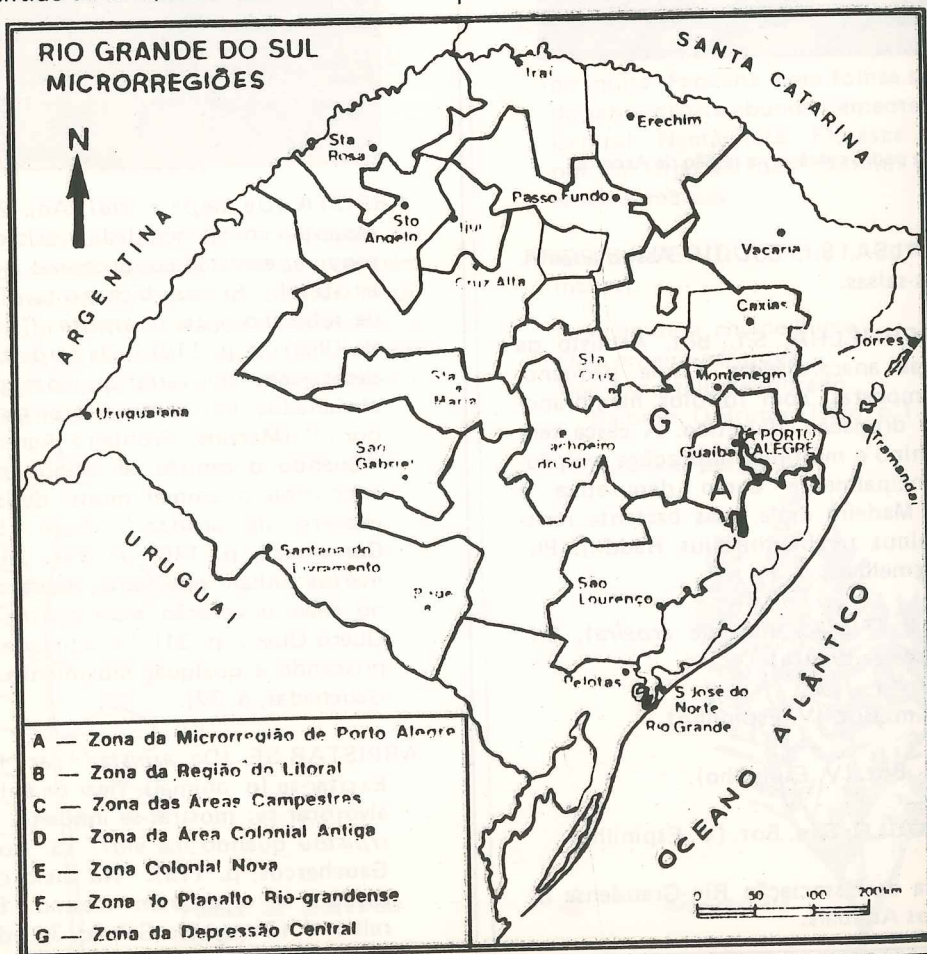 RIO GRANDE DO SUL
MICRORREGIÕES
N
SANTA CATARINA
ARGENTINA
URUGUAI
OCEANO ATLÂNTICO
Iraí
Erechim
Sta
Rosa
Passo Fundo
Sto
Angelo
Ijuí
Vacaria
Cruz Alta
Caxias
Torres
Sta
Maria
Sta
Cruz
Montenegro
Uruguaiana
G
PORTO
ALEGRE
Guaíba
Tramandaí
São
Gabriel
Cachoeira
do Sul
A
Santana do
Livramento
São
Lourenço
Pelotas
S José do
Norte
Rio Grande
A — Zona da Microrregião de Porto Alegre
B — Zona da Região do Litoral
C — Zona das Áreas Campestres
D — Zona da Área Colonial Antiga
E — Zona Colonial Nova
F — Zona do Planalto Rio-grandense
G — Zona da Depressão Central
0 50 100 200km